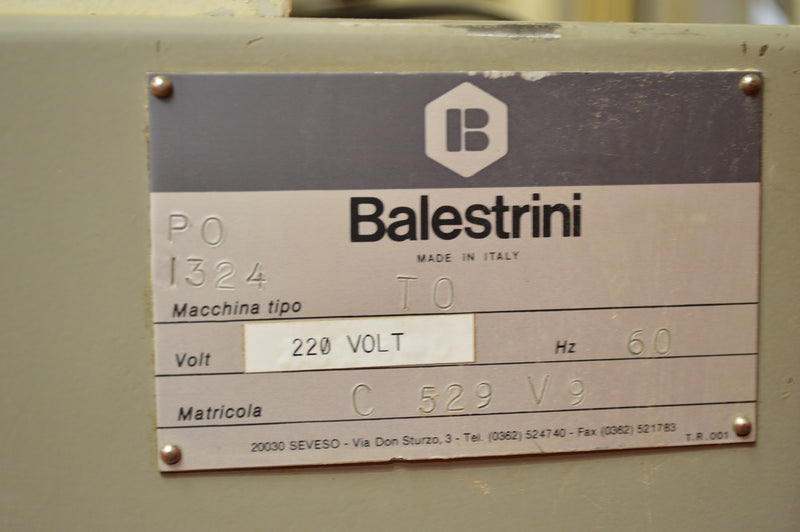 B
Balestrini
MADE IN ITALY
PO
1324
Macchina tipo TO
Volt 220 VOLT Hz 60
Matricola C 529 V9
20030 SEVESO - Via Don Sturzo, 3 - Tel. (0362) 524740 - Fax (0362) 521783
T.R.001